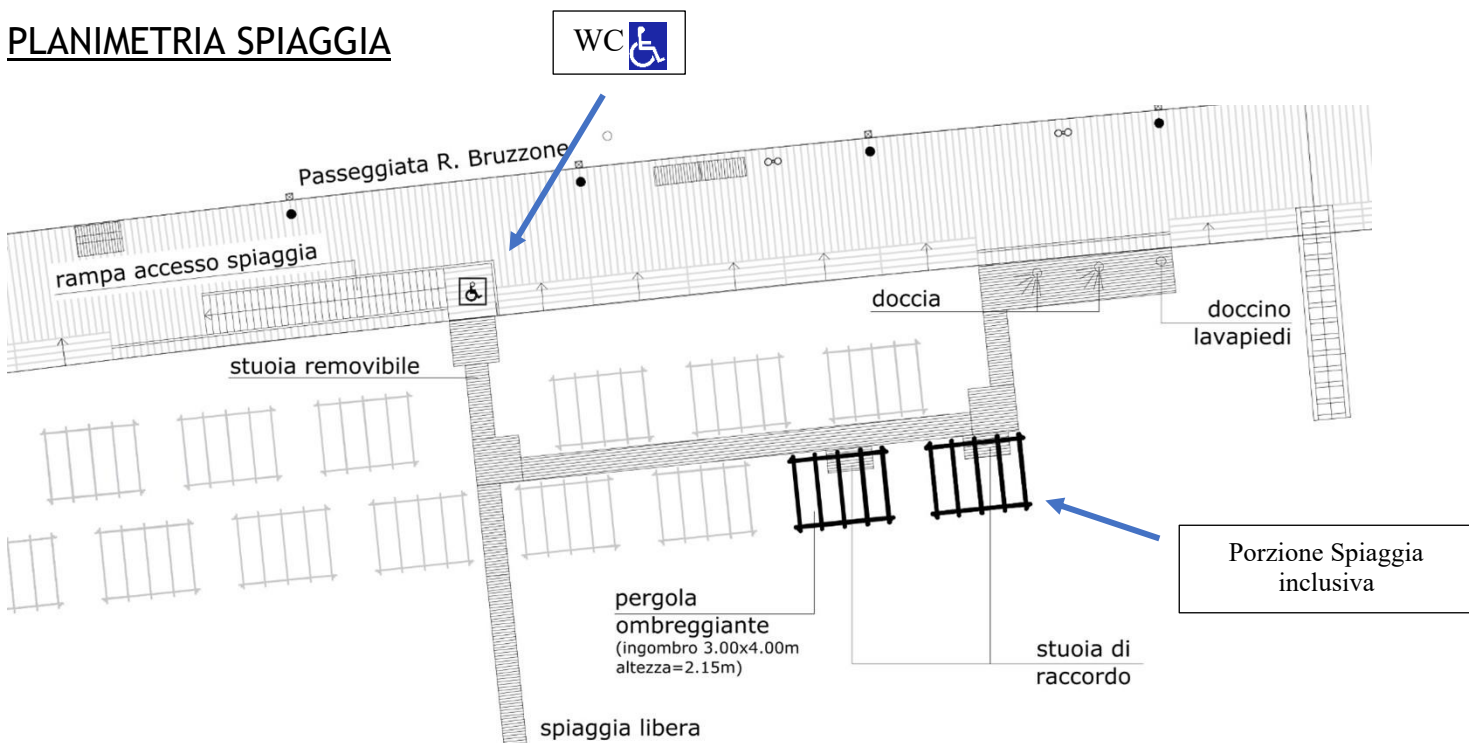 PLANIMETRIA SPIAGGIA
WC
Passeggiata R. Bruzzone
rampa accesso spiaggia
doccia
doccino
lavapiedi
stuoia removibile
Porzione Spiaggia
inclusiva
pergola
ombreggiante
(ingombro 3.00x4.00m
altezza=2.15m)
stuoia di
raccordo
spiaggia libera